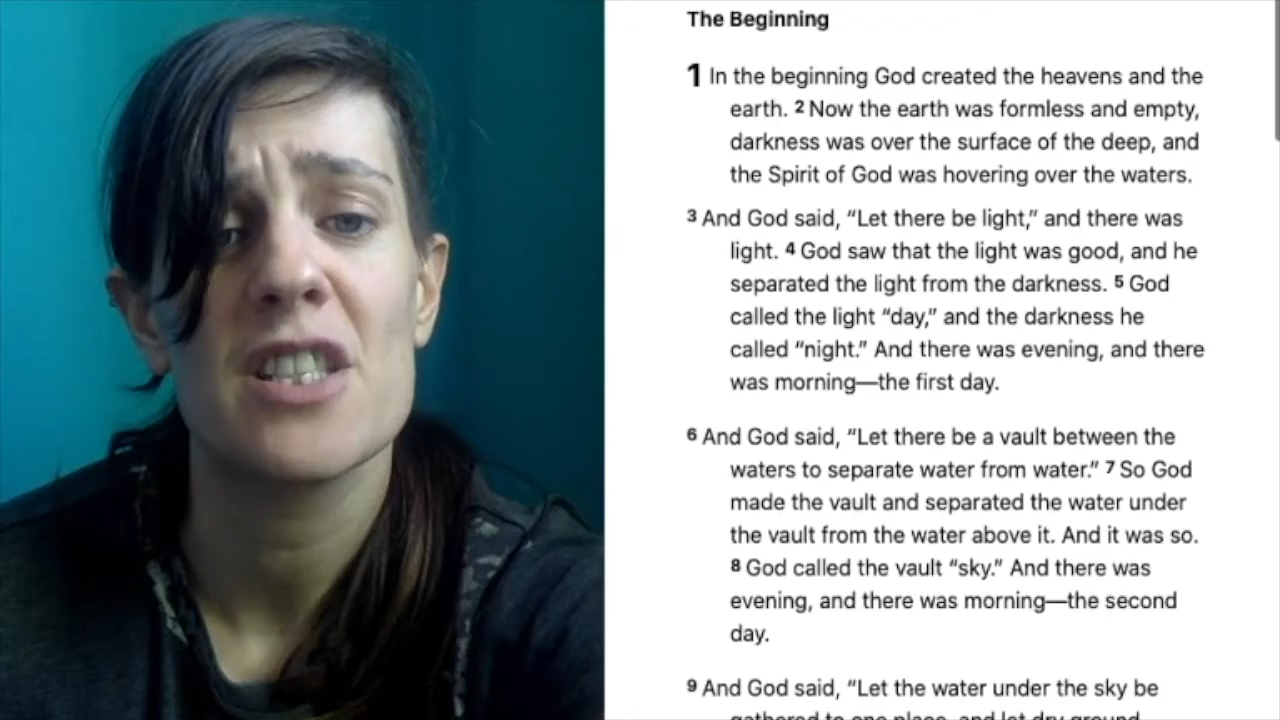 The Beginning
1 In the beginning God created the heavens and the
earth. 2 Now the earth was formless and empty,
darkness was over the surface of the deep, and
the Spirit of God was hovering over the waters.
3 And God said, “Let there be light,” and there was
light. 4 God saw that the light was good, and he
separated the light from the darkness. 5 God
called the light “day,” and the darkness he
called “night.” And there was evening, and there
was morning—the first day.
6 And God said, “Let there be a vault between the
waters to separate water from water.” 7 So God
made the vault and separated the water under
the vault from the water above it. And it was so.
8 God called the vault “sky.” And there was
evening, and there was morning—the second
day.
9 And God said, “Let the water under the sky be
gathered to one place, and let dry ground